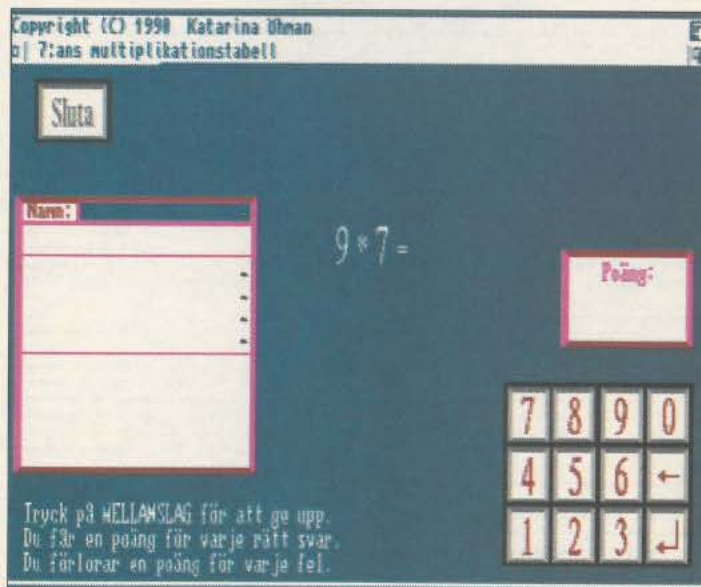 Copyright (C) 1990 Katarina Öhman
7:ans multiplikationstabell
Sluta
Namn:
9 * 7 =
Poäng:
7 8 9 0
4 5 6 ←
1 2 3 ↵
Tryck på MELLANSLAG för att ge upp.
Du får en poäng för varje rätt svar.
Du förlorar en poäng för varje fel.